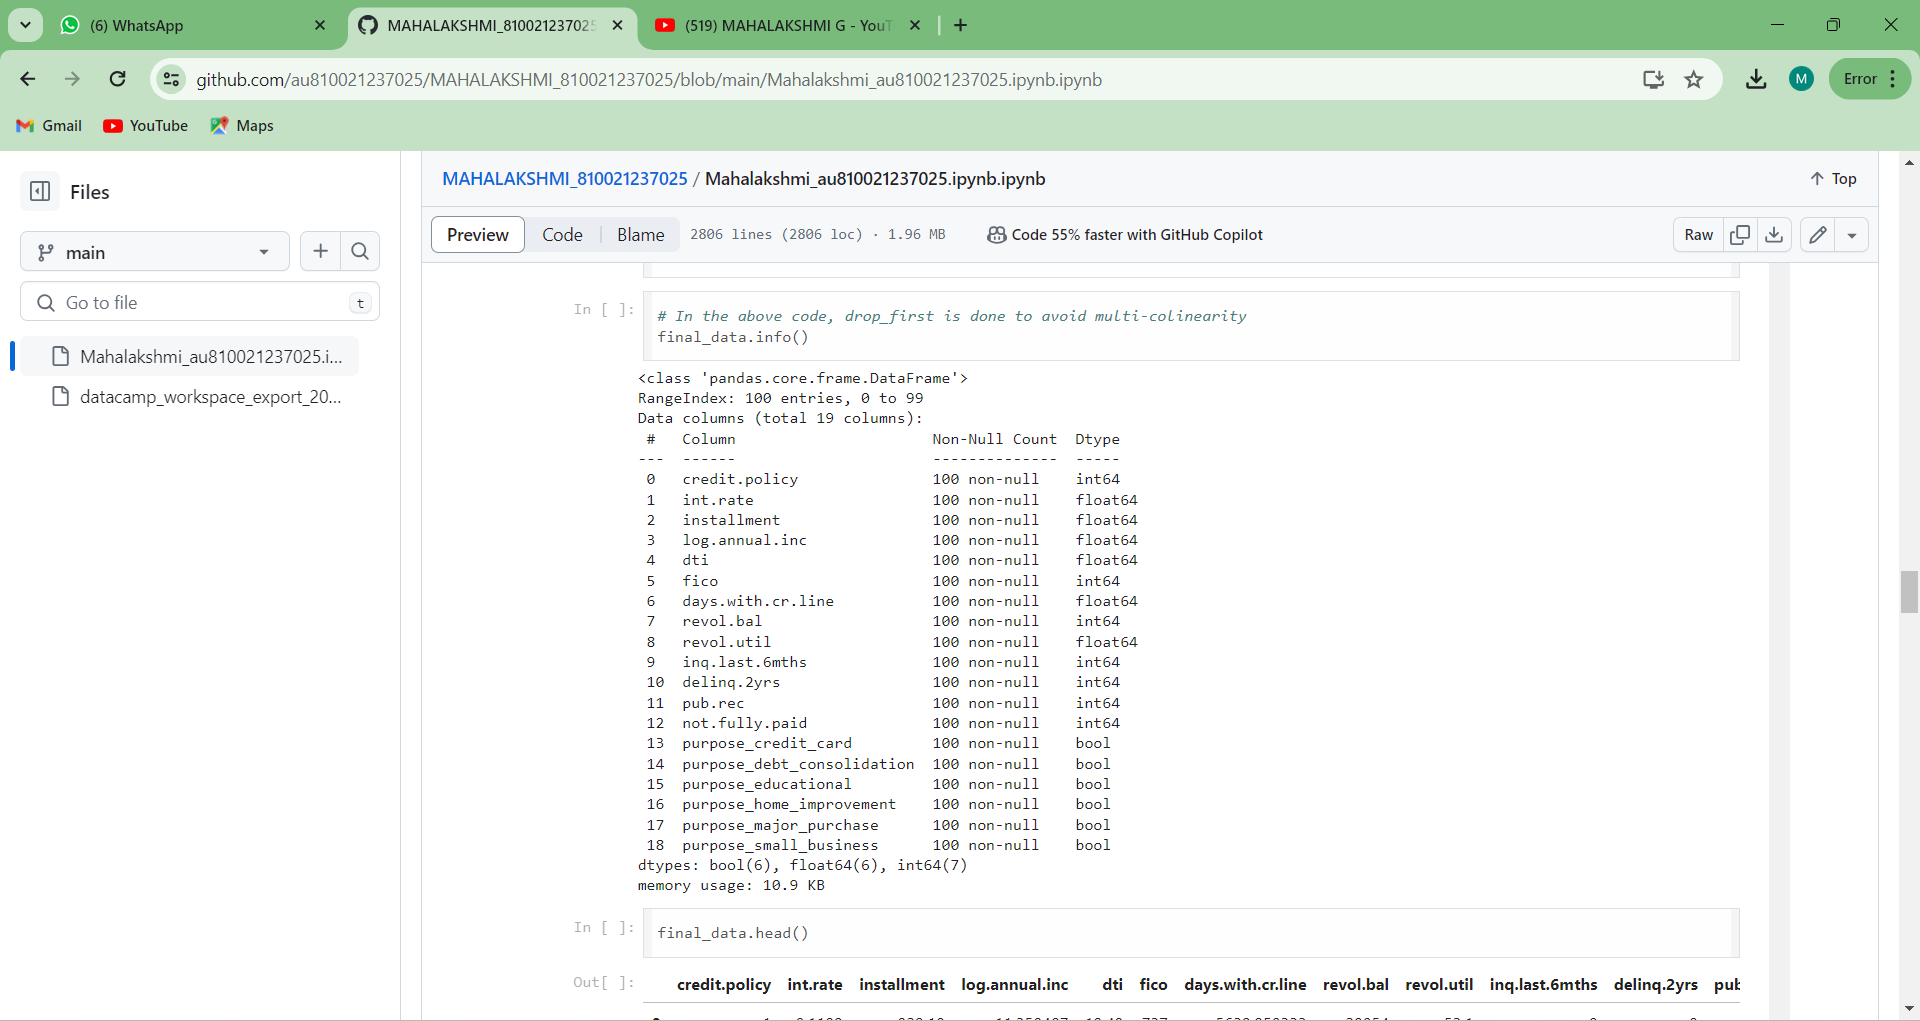 (6) WhatsApp
MAHALAKSHMI_810021237025
(519) MAHALAKSHMI G - YouT
github.com/au810021237025/MAHALAKSHMI_810021237025/blob/main/Mahalakshmi_au810021237025.ipynb.ipynb
M
Error
Gmail
YouTube
Maps
Files
MAHALAKSHMI_810021237025 / Mahalakshmi_au810021237025.ipynb.ipynb
Top
main
Preview
Code
Blame
2806 lines (2806 loc) · 1.96 MB
Code 55% faster with GitHub Copilot
Raw
Go to file
t
Mahalakshmi_au810021237025.i...
datacamp_workspace_export_20...
In [ ]:
# In the above code, drop_first is done to avoid multi-colinearity
final_data.info()
<class 'pandas.core.frame.DataFrame'>
RangeIndex: 100 entries, 0 to 99
Data columns (total 19 columns):
# Column Non-Null Count Dtype
--- ------ -------------- -----
0 credit.policy 100 non-null int64
1 int.rate 100 non-null float64
2 installment 100 non-null float64
3 log.annual.inc 100 non-null float64
4 dti 100 non-null float64
5 fico 100 non-null int64
6 days.with.cr.line 100 non-null float64
7 revol.bal 100 non-null int64
8 revol.util 100 non-null float64
9 inq.last.6mths 100 non-null int64
10 delinq.2yrs 100 non-null int64
11 pub.rec 100 non-null int64
12 not.fully.paid 100 non-null int64
13 purpose_credit_card 100 non-null bool
14 purpose_debt_consolidation 100 non-null bool
15 purpose_educational 100 non-null bool
16 purpose_home_improvement 100 non-null bool
17 purpose_major_purchase 100 non-null bool
18 purpose_small_business 100 non-null bool
dtypes: bool(6), float64(6), int64(7)
memory usage: 10.9 KB
In [ ]:
final_data.head()
Out[ ]:
credit.policy int.rate installment log.annual.inc dti fico days.with.cr.line revol.bal revol.util inq.last.6mths delinq.2yrs pub